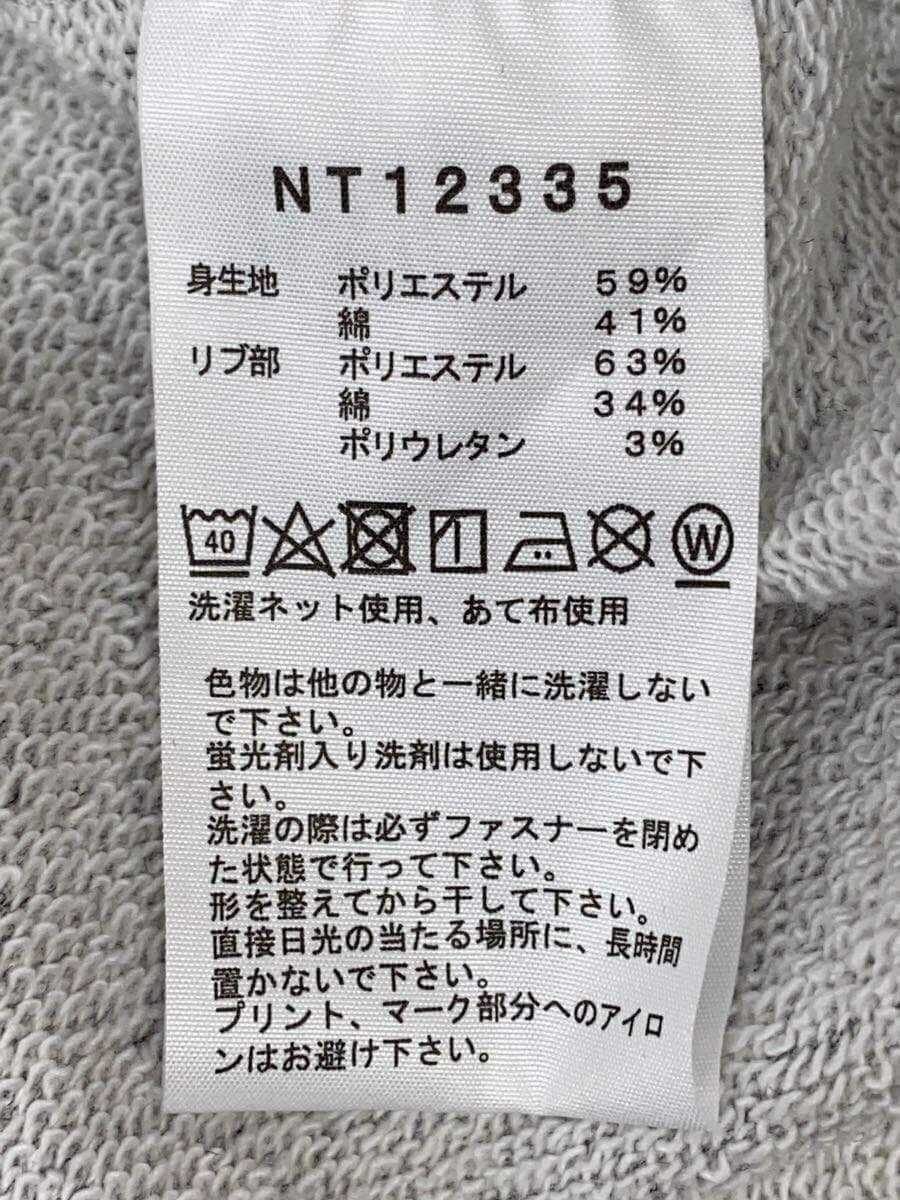 NT12335
身生地 ポリエステル 59%
綿 41%
リブ部 ポリエステル 63%
綿 34%
ポリウレタン 3%
40 W
洗濯ネット使用、あて布使用
色物は他の物と一緒に洗濯しない
で下さい。
蛍光剤入り洗剤は使用しないで下
さい。
洗濯の際は必ずファスナーを閉め
た状態で行って下さい。
形を整えてから干して下さい。
直接日光の当たる場所に、長時間
置かないで下さい。
プリント、マーク部分へのアイロ
ンはお避け下さい。